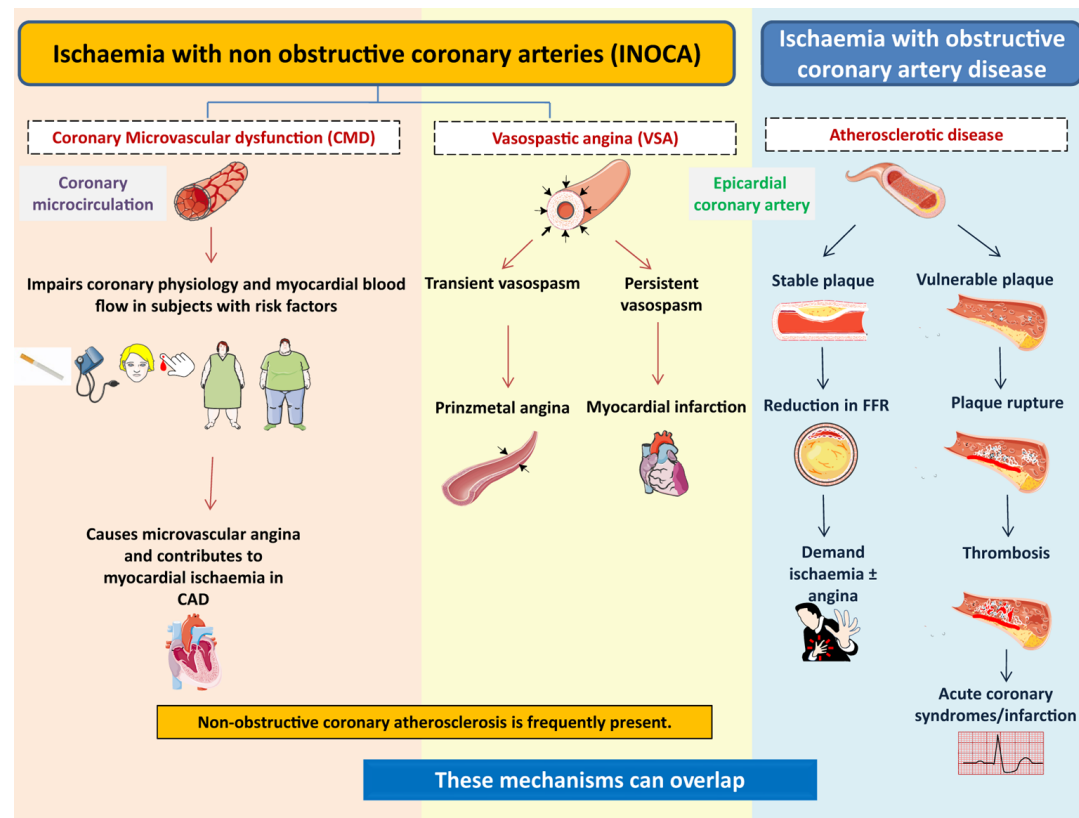 Ischaemia with non obstructive coronary arteries (INOCA)
Ischaemia with obstructive
coronary artery disease
Coronary Microvascular dysfunction (CMD)
Vasospastic angina (VSA)
Atherosclerotic disease
Coronary
microcirculation
Epicardial
coronary artery
Impairs coronary physiology and myocardial blood
flow in subjects with risk factors
Transient vasospasm
Persistent
vasospasm
Stable plaque
Vulnerable plaque
Prinzmetal angina
Myocardial infarction
Reduction in FFR
Plaque rupture
Causes microvascular angina
and contributes to
myocardial ischaemia in
CAD
Demand
ischaemia ±
angina
Thrombosis
Acute coronary
syndromes/infarction
Non-obstructive coronary atherosclerosis is frequently present.
These mechanisms can overlap